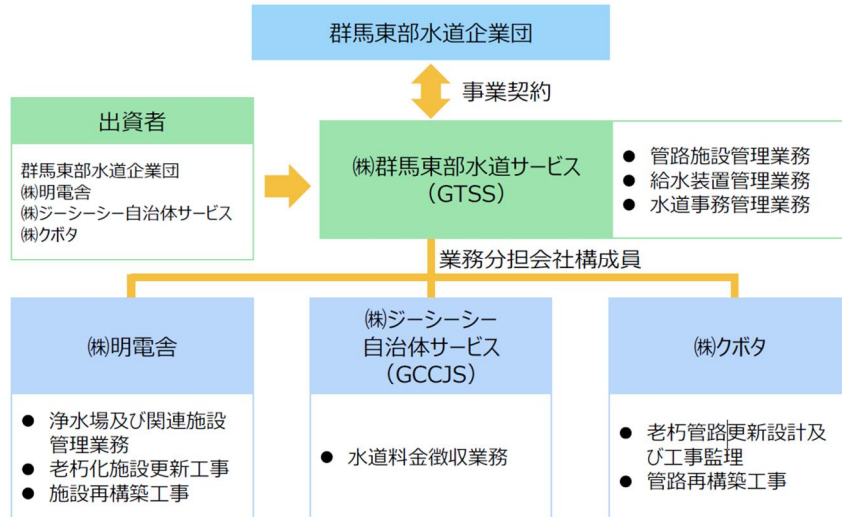 群馬東部水道企業団
事業契約
出資者
群馬東部水道企業団
㈱明電舎
㈱ジーシーシー自治体サービス
㈱クボタ
㈱群馬東部水道サービス
（GTSS）
● 管路施設管理業務
● 給水装置管理業務
● 水道事務管理業務
業務分担会社構成員
㈱明電舎
● 浄水場及び関連施設
管理業務
● 老朽化施設更新工事
● 施設再構築工事
㈱ジーシーシー
自治体サービス
（GCCJS）
● 水道料金徴収業務
㈱クボタ
● 老朽管路更新設計及
び工事監理
● 管路再構築工事